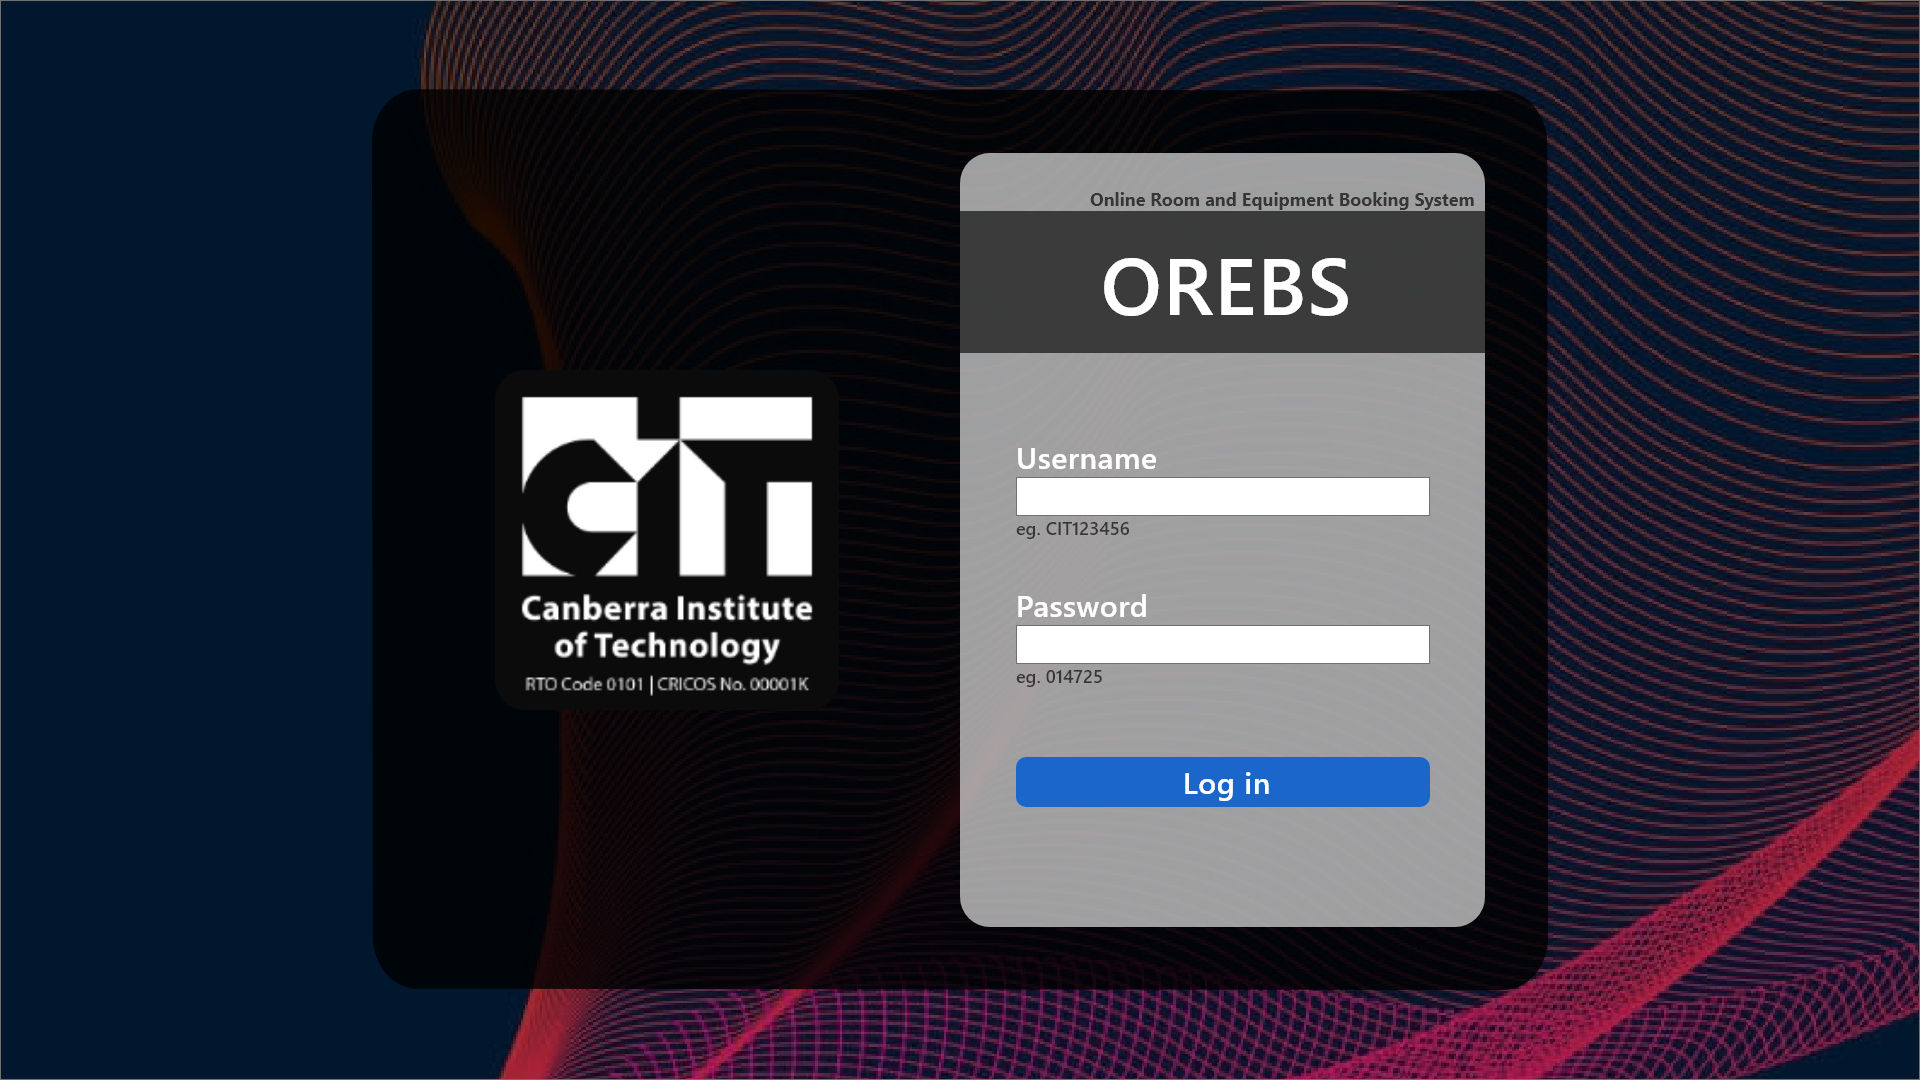 CIT
Canberra Institute
of Technology
RTO Code 0101 | CRICOS No. 00001K
Online Room and Equipment Booking System
OREBS
Username
eg. CIT123456
Password
eg. 014725
Log in